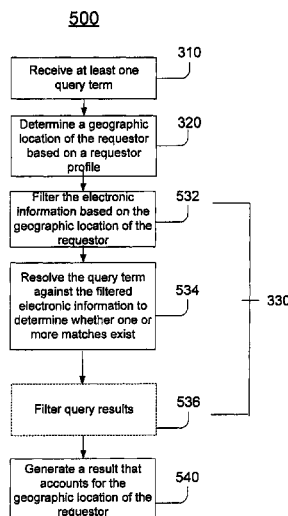 500
310
Receive at least one
query term
320
Determine a geographic
location of the requestor
based on a requestor
profile
532
Filter the electronic
information based on the
geographic location of the
requestor
Resolve the query term
against the filtered
electronic information to
determine whether one or
more matches exist
534
330
Filter query results
536
Generate a result that
accounts for the
geographic location of the
requestor
540